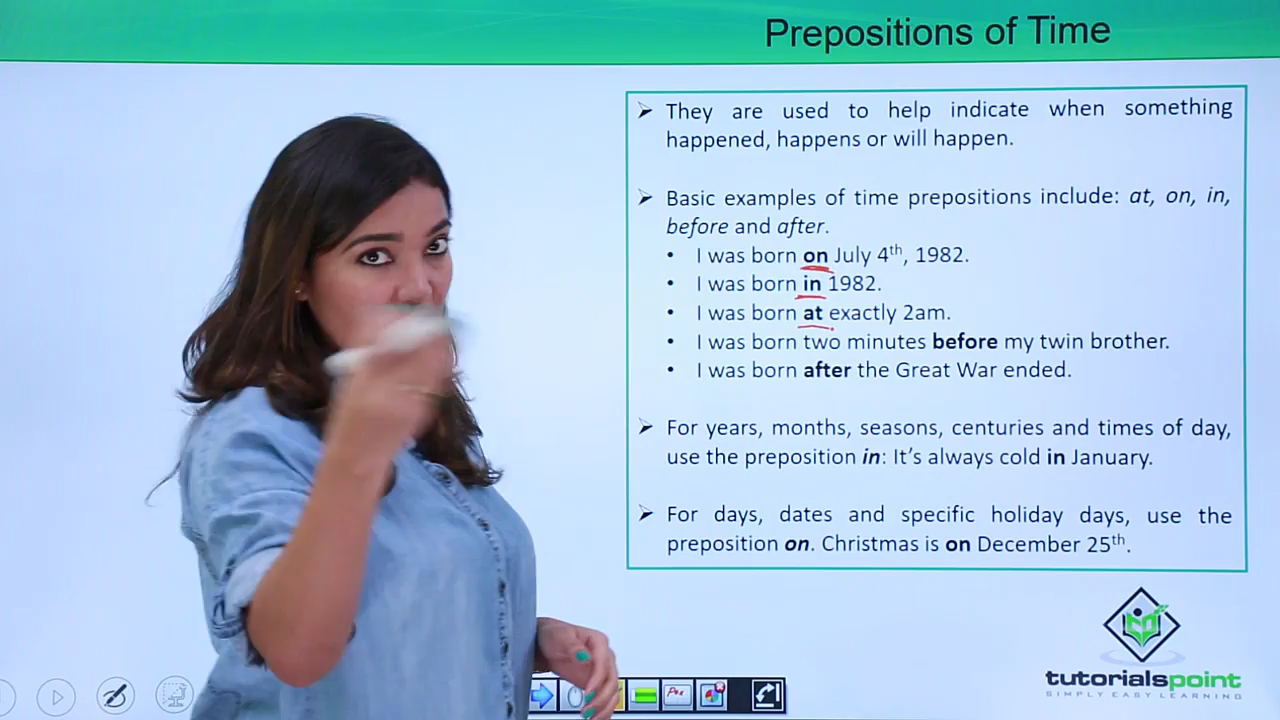 Prepositions of Time
➢ They are used to help indicate when something
happened, happens or will happen.
➢ Basic examples of time prepositions include: at, on, in,
before and after.
• I was born on July 4th, 1982.
• I was born in 1982.
• I was born at exactly 2am.
• I was born two minutes before my twin brother.
• I was born after the Great War ended.
➢ For years, months, seasons, centuries and times of day,
use the preposition in: It’s always cold in January.
➢ For days, dates and specific holiday days, use the
preposition on. Christmas is on December 25th.
tutorialspoint
SIMPLY EASY LEARNING
Pen